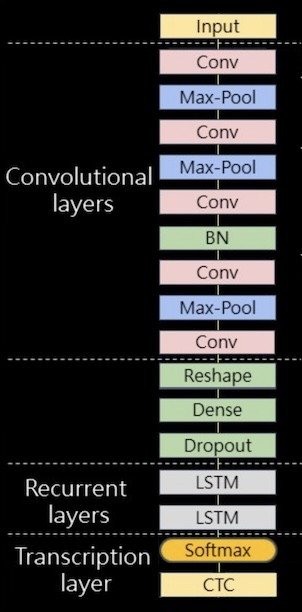 Input
Conv
Max-Pool
Conv
Max-Pool
Convolutional
layers
Conv
BN
Conv
Max-Pool
Conv
Reshape
Dense
Dropout
Recurrent
layers
LSTM
LSTM
Transcription
layer
Softmax
CTC